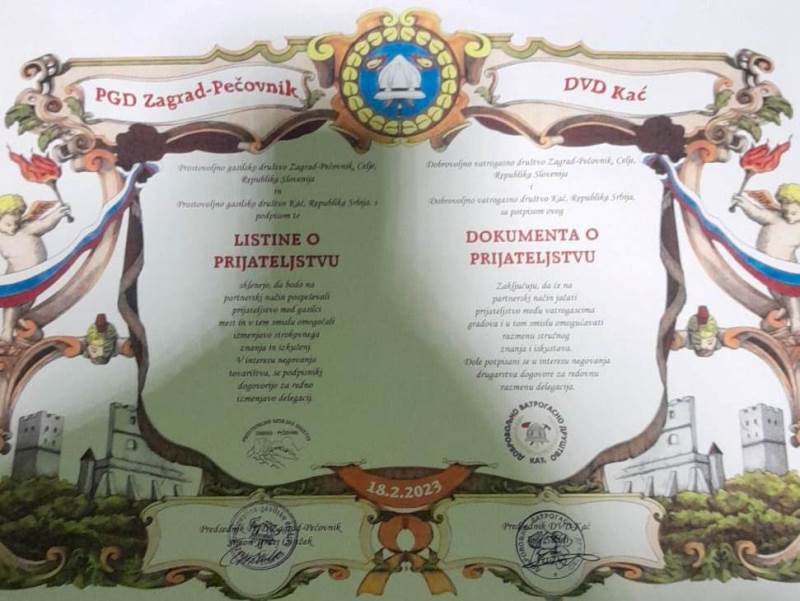 PGD Zagrad-Pečovnik
DVD Kać
Prostovoljno gasilsko društvo Zagrad-Pečovnik, Celje,
Republika Slovenija
in
Prostovoljno gasilsko društvo Kać, Republika Srbija, s
podpisom te
LISTINE O
PRIJATELJSTVU
sklenejo, da bodo na
partnerski način pospeševali
prijateljstvo med gasilci
mest in v tem smislu omogočali
izmenjavo strokovnega
znanja in izkušenj.
V interesu negovanja
tovarištva, se podpisniki
dogovorijo za redno
izmenjavo delegacij.
Dobrovoljno vatrogasno društvo Zagrad-Pečovnik, Celje,
Republika Slovenija
i
Dobrovoljno vatrogasno društvo Kać, Republika Srbija,
sa potpisom ovog
DOKUMENTA O
PRIJATELJSTVU
Zaključuju, da će na
partnerski način jačati
prijateljstvo među vatrogascima
gradova i u tom smislu omogućavati
razmenu stručnog
znanja i iskustava.
Dole potpisani se u interesu negovanja
drugarstva dogovore za redovnu
razmenu delegacija.
ДОБРОВОЉНО ВАТРОГАСНО ДРУШТВО
КАЋ
18.2.2023
Predsednik PGD Zagrad-Pečovnik
Predsednik DVD Kać